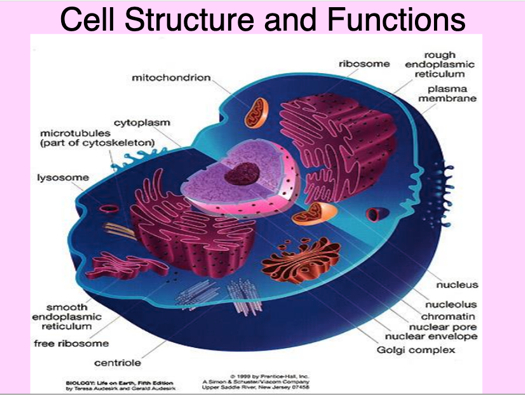 Cell Structure and Functions
mitochondrion
ribosome
rough
endoplasmic
reticulum
plasma
membrane
cytoplasm
microtubules
(part of cytoskeleton)
lysosome
smooth
endoplasmic
reticulum
free ribosome
centriole
nucleus
nucleolus
chromatin
nuclear pore
nuclear envelope
Golgi complex
BIOLOGY: Life on Earth, Fifth Edition
by Teresa Audesirk and Gerald Audesirk
© 1999 by Prentice-Hall, Inc.
A Simon & Schuster/Viacom Company
Upper Saddle River, New Jersey 07458